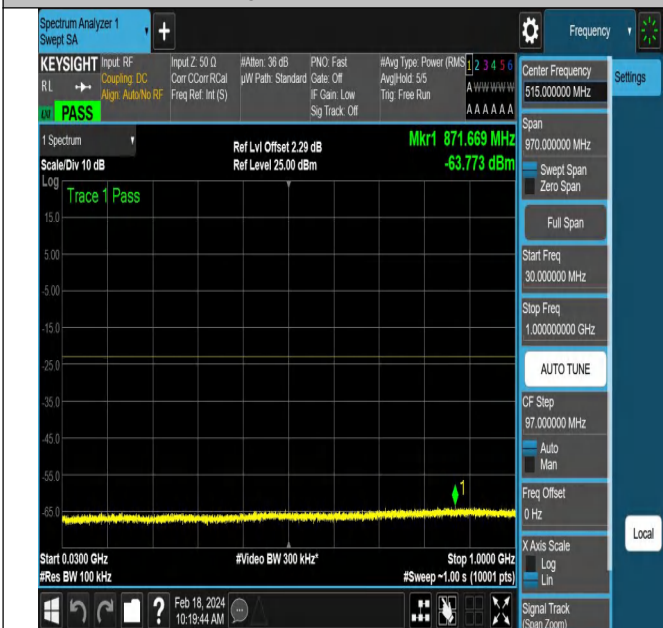 Spectrum Analyzer 1
Swept SA
Frequency
KEYSIGHT
RL
PASS
Input: RF
Coupling: DC
Align: Auto/No RF
Input Z: 50 Ω
Corr CCorr RCal
Freq Ref: Int (S)
#Atten: 36 dB
µW Path: Standard
PNO: Fast
Gate: Off
IF Gain: Low
Sig Track: Off
#Avg Type: Power (RMS
Avg|Hold: 5/5
Trig: Free Run
1 2 3 4 5 6
A W W W W W
A A A A A A
1 Spectrum
Scale/Div 10 dB
Ref Lvl Offset 2.29 dB
Ref Level 25.00 dBm
Mkr1 871.669 MHz
-63.773 dBm
Log
Trace 1 Pass
15.0
5.00
-5.00
-15.0
-25.0
-35.0
-45.0
-55.0
-65.0
1
Start 0.0300 GHz
#Res BW 100 kHz
#Video BW 300 kHz*
Stop 1.0000 GHz
#Sweep ~1.00 s (10001 pts)
Feb 18, 2024
10:19:44 AM
Center Frequency
515.000000 MHz
Settings
Span
970.000000 MHz
Swept Span
Zero Span
Full Span
Start Freq
30.000000 MHz
Stop Freq
1.000000000 GHz
AUTO TUNE
CF Step
97.000000 MHz
Auto
Man
Freq Offset
0 Hz
X Axis Scale
Log
Lin
Signal Track
(Span Zoom)
Local